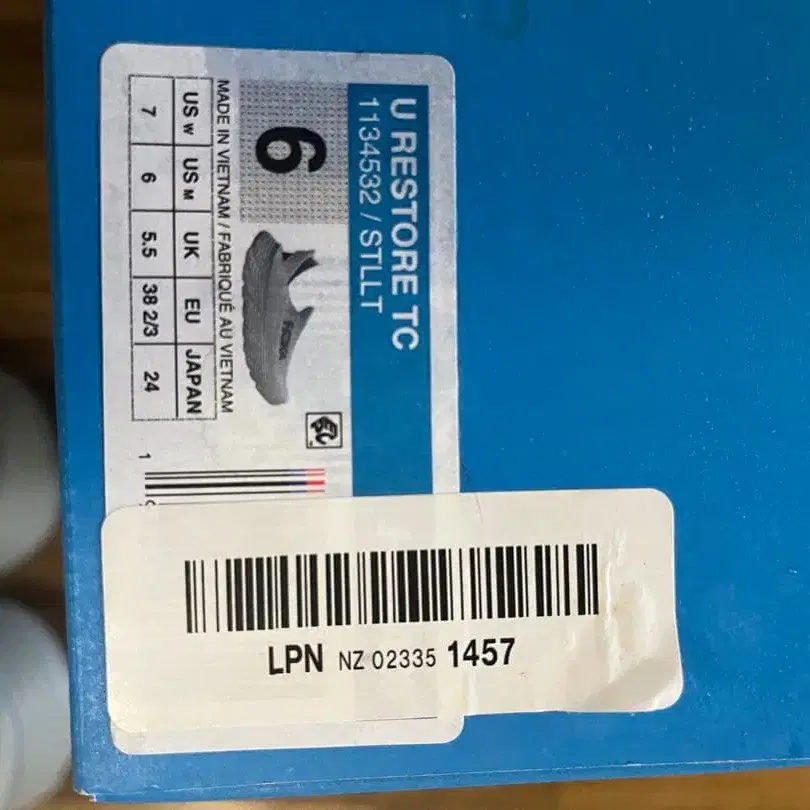 U RESTORE TC
1134532 / STLLT
6
MADE IN VIETNAM / FABRIQUÉ AU VIETNAM
US W US M UK EU JAPAN
7 6 5.5 38 2/3 24
1
LPN NZ 02335 1457